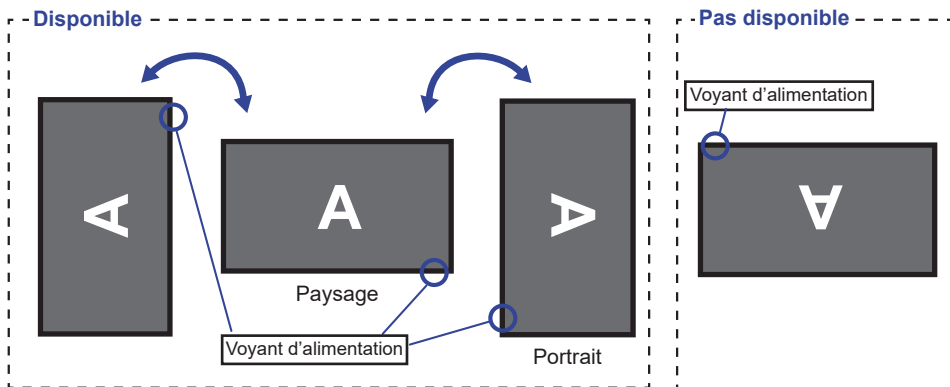 Disponible
Pas disponible
Voyant d'alimentation
A
A
A
A
Paysage
Voyant d'alimentation
Portrait